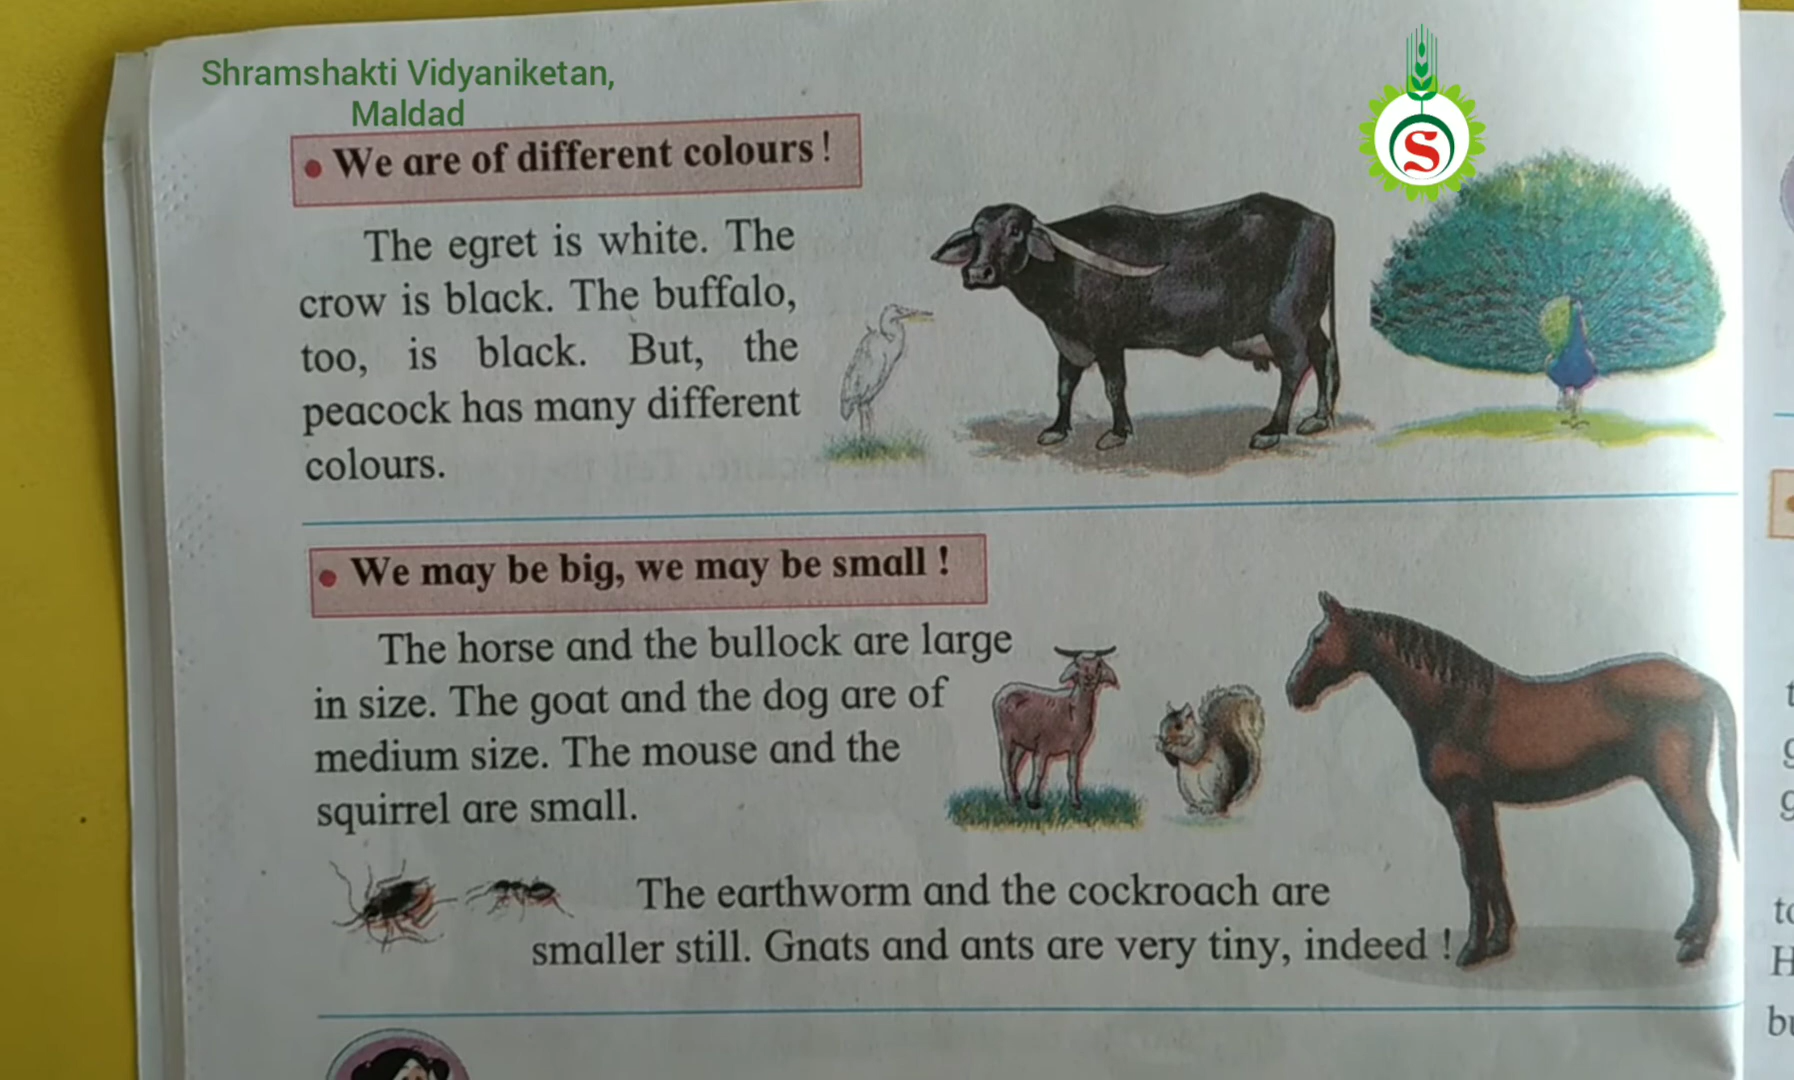 Shramshakti Vidyaniketan,
Maldad
S
• We are of different colours !
The egret is white. The
crow is black. The buffalo,
too, is black. But, the
peacock has many different
colours.
• We may be big, we may be small !
The horse and the bullock are large
in size. The goat and the dog are of
medium size. The mouse and the
squirrel are small.
The earthworm and the cockroach are
smaller still. Gnats and ants are very tiny, indeed !